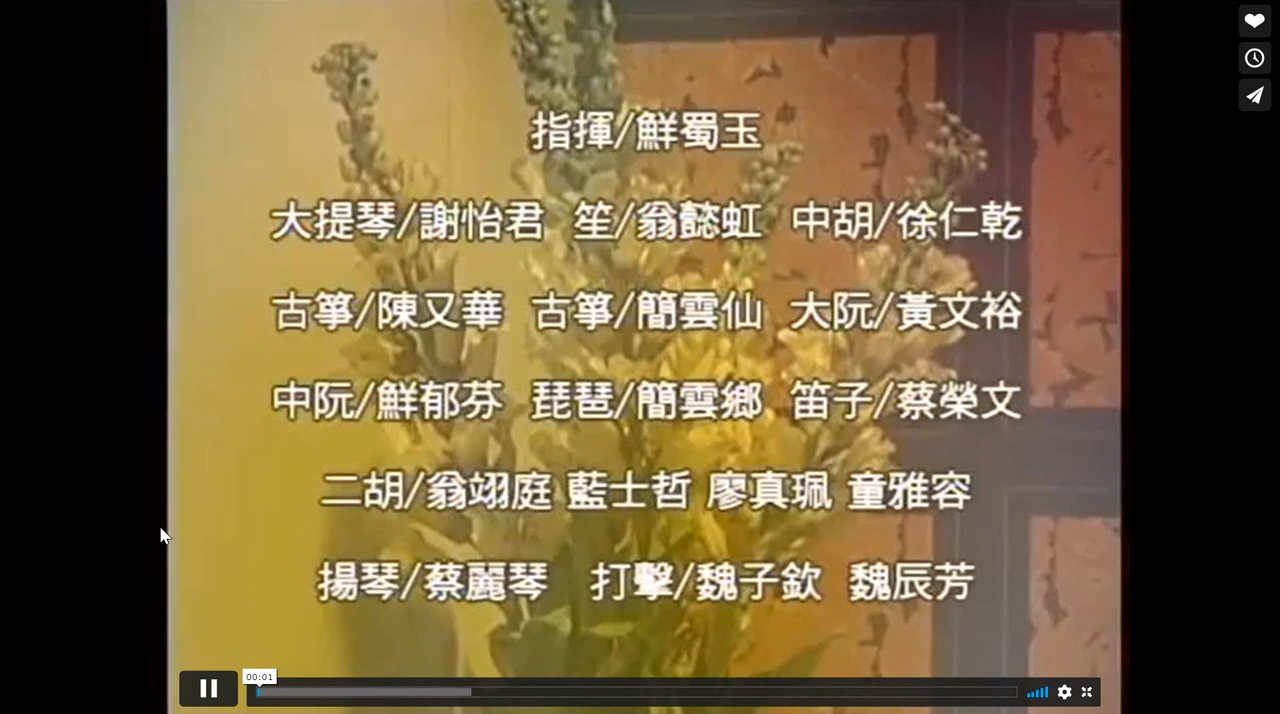 指揮/鮮蜀玉
大提琴/謝怡君 笙/翁懿虹 中胡/徐仁乾
古箏/陳又華 古箏/簡雲仙 大阮/黃文裕
中阮/鮮郁芬 琵琶/簡雲鄉 笛子/蔡榮文
二胡/翁翊庭 藍士哲 廖真珮 童雅容
揚琴/蔡麗琴 打擊/魏子欽 魏辰芳
00:01